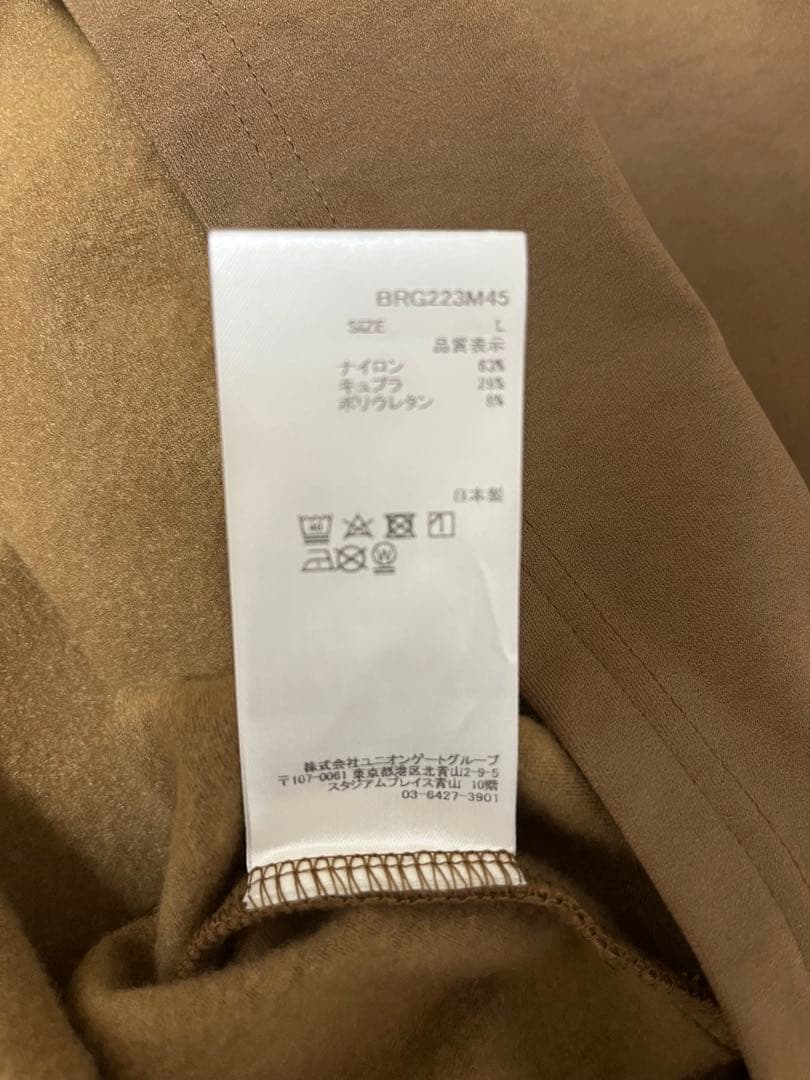 BRG223M45
SIZE L
品質表示
ナイロン 63%
キュプラ 29%
ポリウレタン 8%
日本製
株式会社ユニオンゲートグループ
〒107-0061 東京都港区北青山2-9-5
スタジアムプレイス青山 10階
03-6427-3901